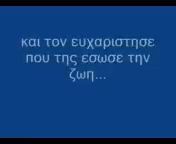 και τον ευχαριστησε
που της εσωσε την
ζωη...